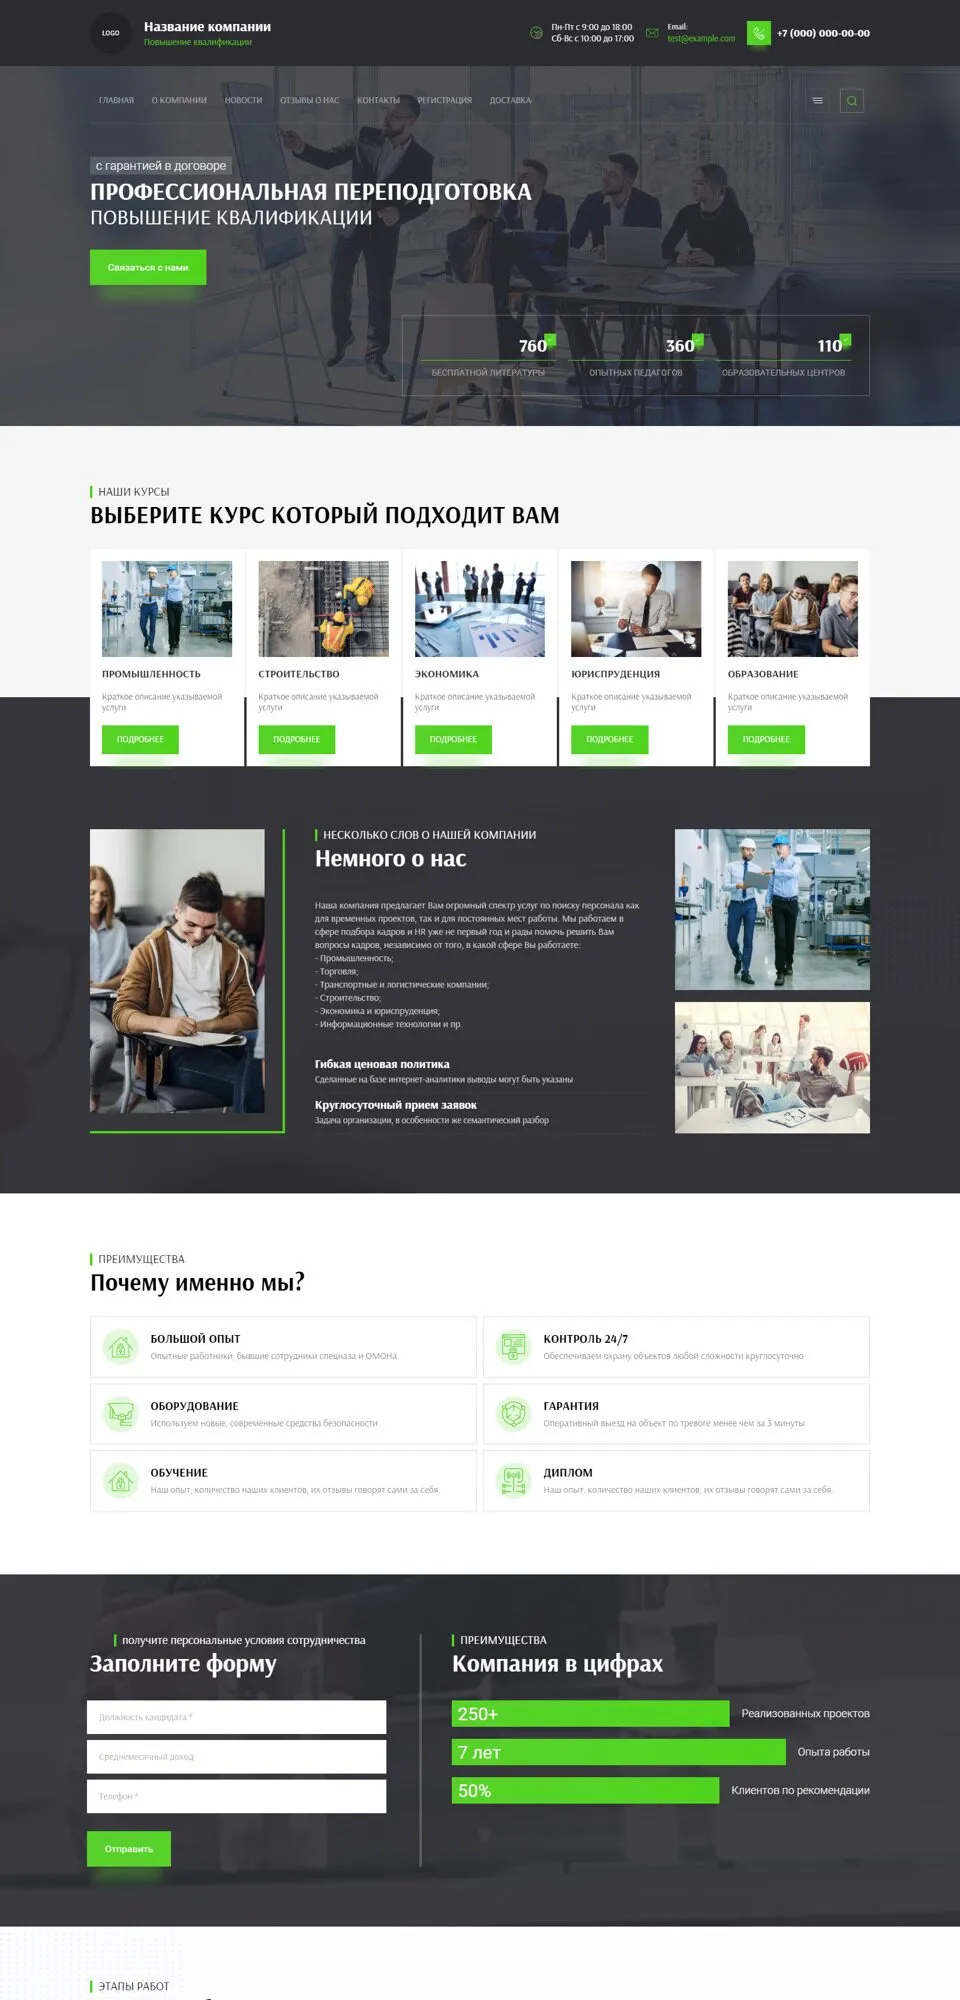 LOGO
Название компании
Повышение квалификации
Пн-Пт с 9:00 до 18:00
Сб-Вс с 10:00 до 17:00
Email:
test@example.com
+7 (000) 000-00-00
ГЛАВНАЯ О КОМПАНИИ НОВОСТИ ОТЗЫВЫ О НАС КОНТАКТЫ РЕГИСТРАЦИЯ ДОСТАВКА
с гарантией в договоре
ПРОФЕССИОНАЛЬНАЯ ПЕРЕПОДГОТОВКА
ПОВЫШЕНИЕ КВАЛИФИКАЦИИ
Связаться с нами
760
БЕСПЛАТНОЙ ЛИТЕРАТУРЫ
360
ОПЫТНЫХ ПЕДАГОГОВ
110
ОБРАЗОВАТЕЛЬНЫХ ЦЕНТРОВ
НАШИ КУРСЫ
ВЫБЕРИТЕ КУРС КОТОРЫЙ ПОДХОДИТ ВАМ
ПРОМЫШЛЕННОСТЬ
Краткое описание указываемой
услуги
ПОДРОБНЕЕ
СТРОИТЕЛЬСТВО
Краткое описание указываемой
услуги
ПОДРОБНЕЕ
ЭКОНОМИКА
Краткое описание указываемой
услуги
ПОДРОБНЕЕ
ЮРИСПРУДЕНЦИЯ
Краткое описание указываемой
услуги
ПОДРОБНЕЕ
ОБРАЗОВАНИЕ
Краткое описание указываемой
услуги
ПОДРОБНЕЕ
НЕСКОЛЬКО СЛОВ О НАШЕЙ КОМПАНИИ
Немного о нас
Наша компания предлагает Вам огромный спектр услуг по поиску персонала как
для временных проектов, так и для постоянных мест работы. Мы работаем в
сфере подбора кадров и HR уже не первый год и рады помочь решить Вам
вопросы кадров, независимо от того, в какой сфере Вы работаете:
- Промышленность;
- Торговля;
- Транспортные и логистические компании;
- Строительство;
- Экономика и юриспруденция;
- Информационные технологии и пр.
Гибкая ценовая политика
Сделанные на базе интернет-аналитики выводы могут быть указаны
Круглосуточный прием заявок
Задача организации, в особенности же семантический разбор
ПРЕИМУЩЕСТВА
Почему именно мы?
БОЛЬШОЙ ОПЫТ
Опытные работники, бывшие сотрудники спецназа и ОМОНа
КОНТРОЛЬ 24/7
Обеспечиваем охрану объектов любой сложности круглосуточно
ОБОРУДОВАНИЕ
Используем новые, современные средства безопасности
ГАРАНТИЯ
Оперативный выезд на объект по тревоге менее чем за 3 минуты
ОБУЧЕНИЕ
Наш опыт, количество наших клиентов, их отзывы говорят сами за себя.
ДИПЛОМ
Наш опыт, количество наших клиентов, их отзывы говорят сами за себя.
получите персональные условия сотрудничества
Заполните форму
Должность кандидата *
Среднемесячный доход
Телефон *
Отправить
ПРЕИМУЩЕСТВА
Компания в цифрах
250+ Реализованных проектов
7 лет Опыта работы
50% Клиентов по рекомендации
ЭТАПЫ РАБОТ